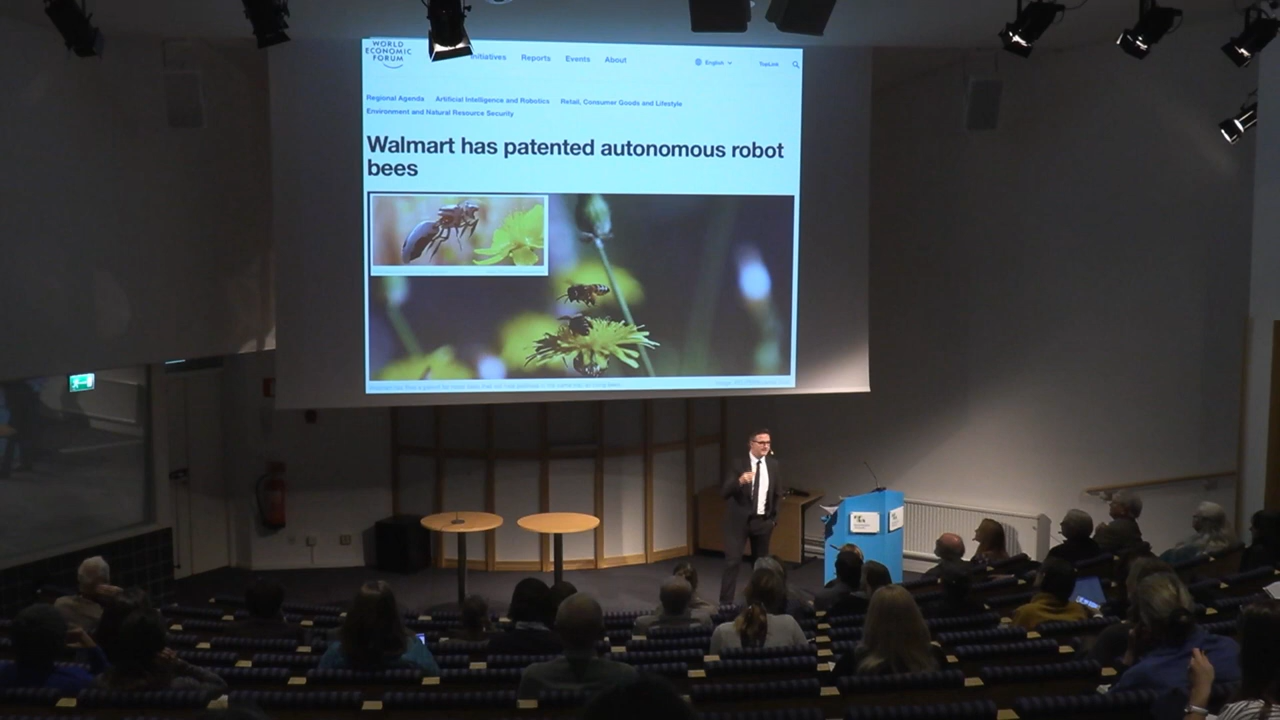 WORLD
ECONOMIC
FORUM
Initiatives Reports Events About English TopLink
Regional Agenda Artificial Intelligence and Robotics Retail, Consumer Goods and Lifestyle
Environment and Natural Resource Security
Walmart has patented autonomous robot
bees